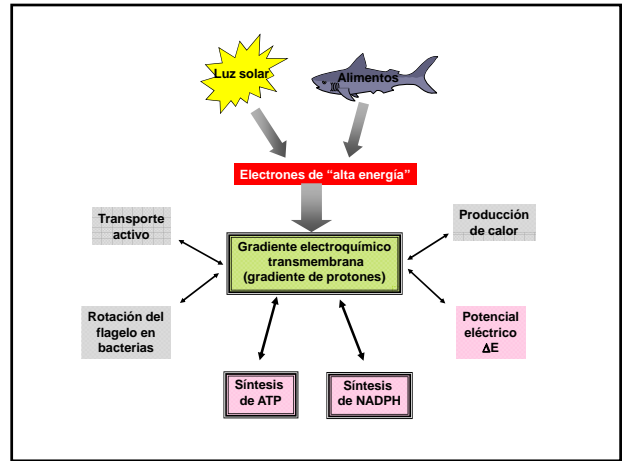 Luz solar
Alimentos
Electrones de “alta energía”
Transporte
activo
Producción
de calor
Gradiente electroquímico
transmembrana
(gradiente de protones)
Rotación del
flagelo en
bacterias
Potencial
eléctrico
ΔE
Síntesis
de ATP
Síntesis
de NADPH